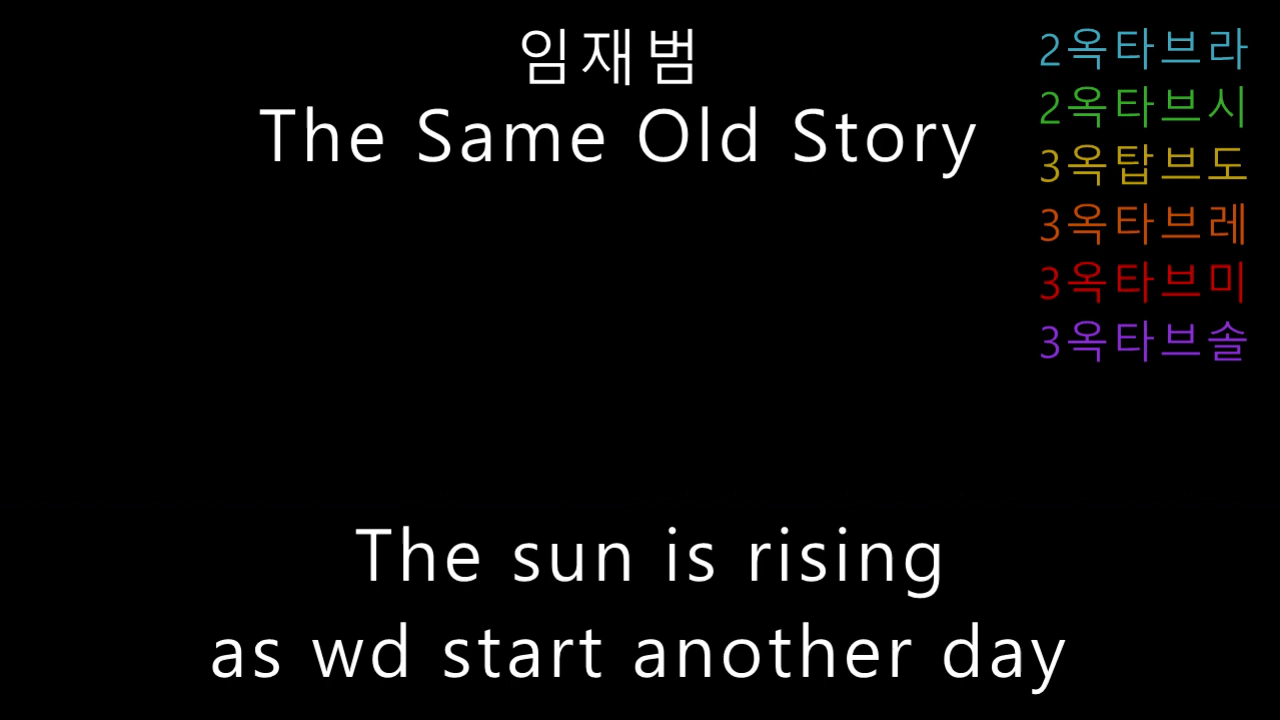 임재범
The Same Old Story
2옥타브라
2옥타브시
3옥탑브도
3옥타브레
3옥타브미
3옥타브솔
The sun is rising
as wd start another day